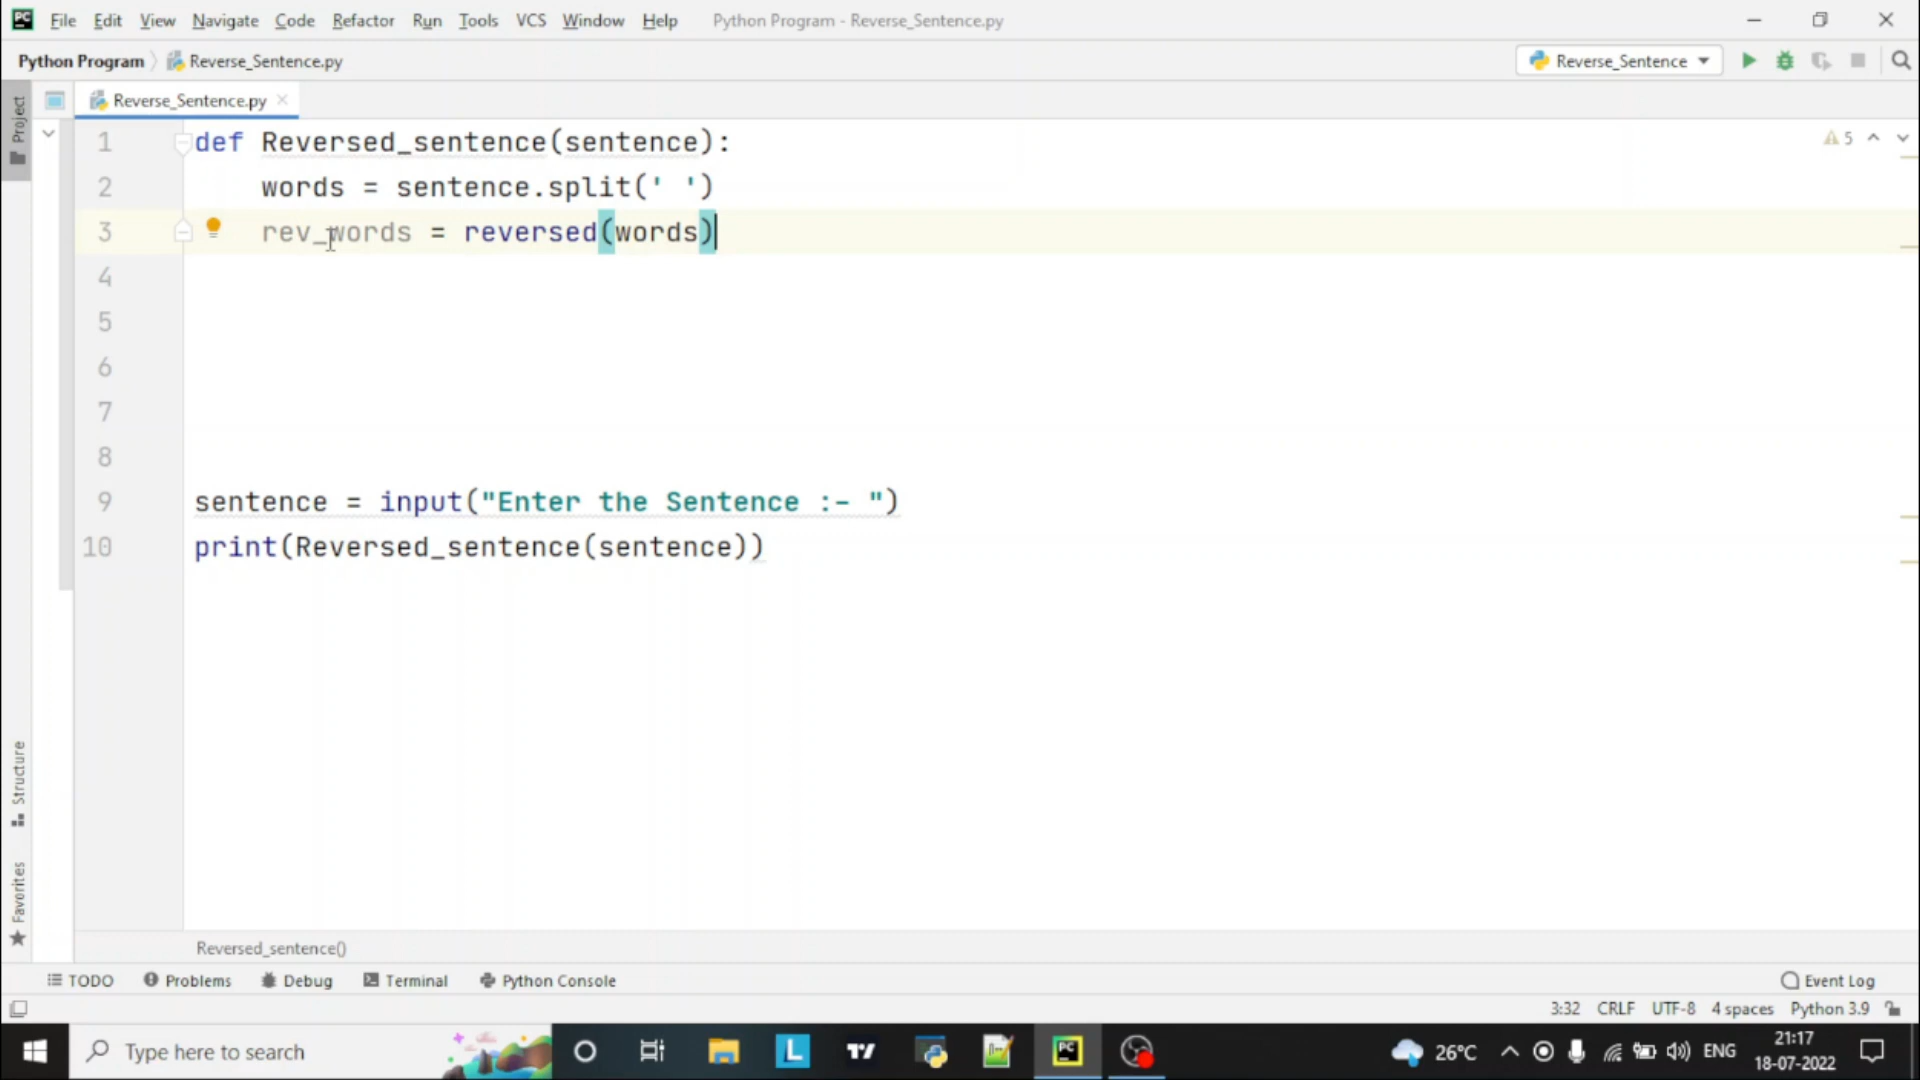 PC File Edit View Navigate Code Refactor Run Tools VCS Window Help Python Program - Reverse_Sentence.py
Python Program Reverse_Sentence.py Reverse_Sentence
Project Reverse_Sentence.py
1 def Reversed_sentence(sentence): 5
2 words = sentence.split(' ')
3 rev_words = reversed(words)
4
5
6
7
8
9 sentence = input("Enter the Sentence :- ")
10 print(Reversed_sentence(sentence))
Structure
Favorites
Reversed_sentence()
TODO Problems Debug Terminal Python Console Event Log
3:32 CRLF UTF-8 4 spaces Python 3.9
Type here to search L PC 26°C ENG 21:17
18-07-2022